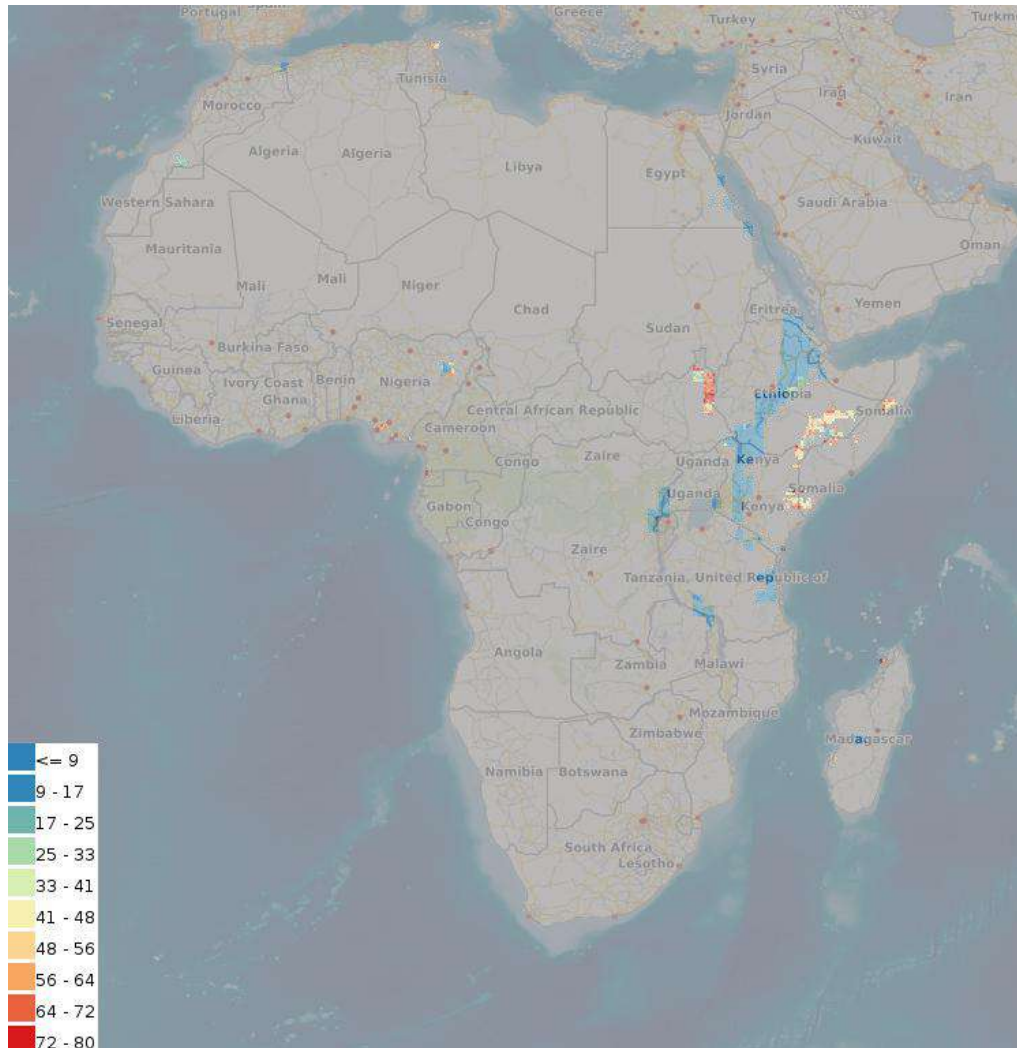 Portugal
Spain
Greece
Turkey
Turkm
Tunisia
Syria
Morocco
Iraq
Iran
Jordan
Algeria
Algeria
Kuwait
Libya
Egypt
Western Sahara
Saudi Arabia
Mauritania
Oman
Mali
Mali
Niger
Chad
Eritrea
Yemen
Senegal
Sudan
Burkina Faso
Guinea
Ivory Coast
Benin
Nigeria
Ethiopia
Ghana
Central African Republic
Somalia
Liberia
Cameroon
Congo
Zaire
Uganda
Kenya
Uganda
Somalia
Gabon
Kenya
Congo
Zaire
Tanzania, United Republic of
Angola
Zambia
Malawi
Mozambique
Zimbabwe
Madagascar
Namibia
Botswana
South Africa
Lesotho
<= 9
9 - 17
17 - 25
25 - 33
33 - 41
41 - 48
48 - 56
56 - 64
64 - 72
72 - 80